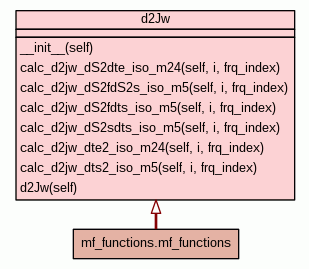 d2Jw
__init__(self)
calc_d2jw_dS2dte_iso_m24(self, i, frq_index)
calc_d2jw_dS2fdS2s_iso_m5(self, i, frq_index)
calc_d2jw_dS2fdts_iso_m5(self, i, frq_index)
calc_d2jw_dS2sdts_iso_m5(self, i, frq_index)
calc_d2jw_dte2_iso_m24(self, i, frq_index)
calc_d2jw_dts2_iso_m5(self, i, frq_index)
d2Jw(self)
mf_functions.mf_functions